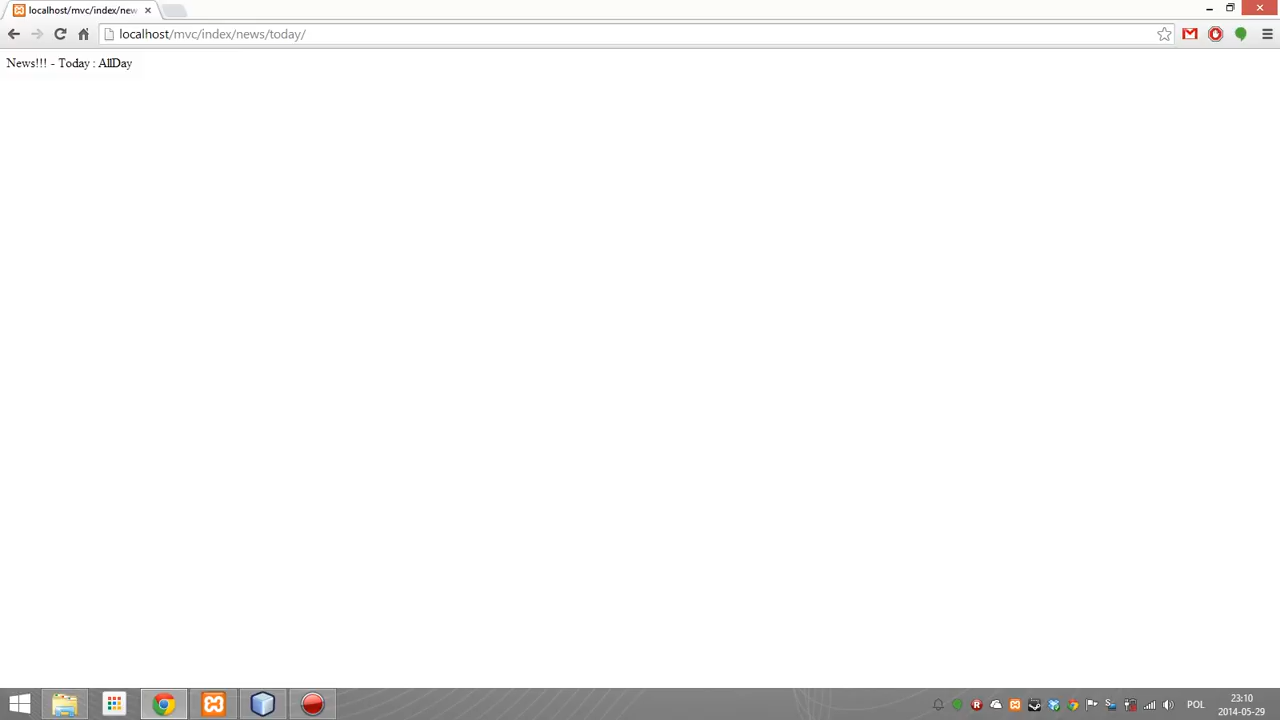 localhost/mvc/index/new
localhost/mvc/index/news/today/
News!!! - Today : AllDay
POL
23:10
2014-05-29